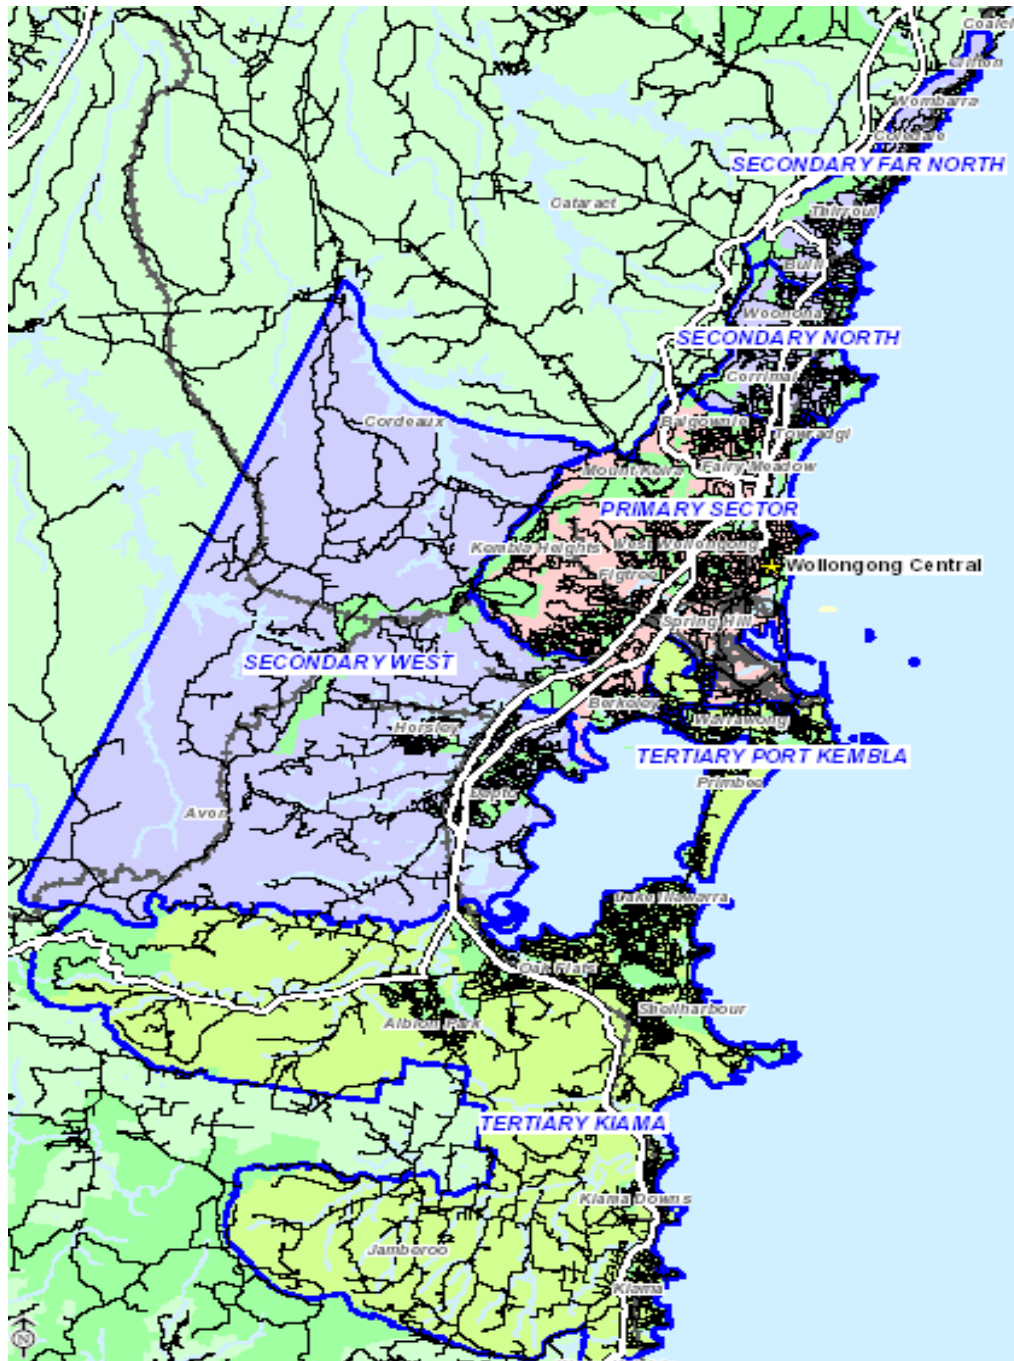 Coalcl
Clifton
Wombarra
Coledale
SECONDARY FAR NORTH
Cataract
Thirroul
Bulli
Woonona
SECONDARY NORTH
Corrimal
Cordeaux
Balgownie
Towradgi
Mount Keira
Fairy Meadow
PRIMARY SECTOR
Kembla Heights
West Wollongong
Wollongong Central
Figtree
Spring Hill
SECONDARY WEST
Berkeley
Warrawong
Horsley
TERTIARY PORT KEMBLA
Primbee
Dapto
Avon
Lake Illawarra
Oak Flats
Shellharbour
Albion Park
TERTIARY KIAMA
Kiama Downs
Jamberoo
Kiama
N